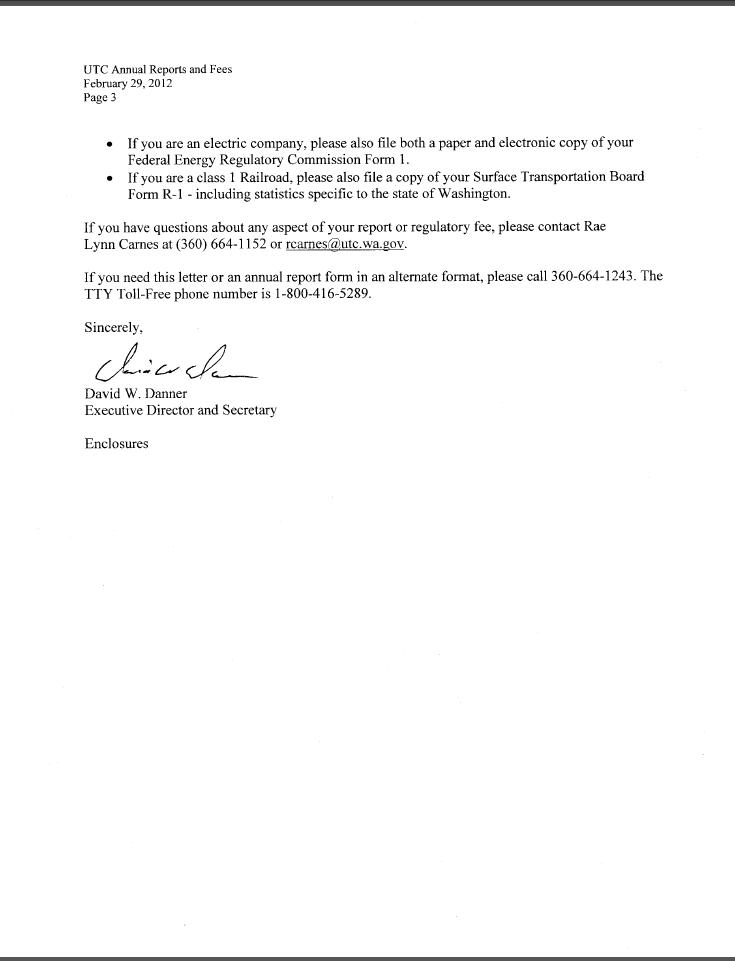 UTC Annual Reports and Fees
February 29, 2012
Page 3
• If you are an electric company, please also file both a paper and electronic copy of your
Federal Energy Regulatory Commission Form 1.
• If you are a class 1 Railroad, please also file a copy of your Surface Transportation Board
Form R-1 - including statistics specific to the state of Washington.
If you have questions about any aspect of your report or regulatory fee, please contact Rae
Lynn Carnes at (360) 664-1152 or rcarnes@utc.wa.gov.
If you need this letter or an annual report form in an alternate format, please call 360-664-1243. The
TTY Toll-Free phone number is 1-800-416-5289.
Sincerely,
David W. Danner
Executive Director and Secretary
Enclosures